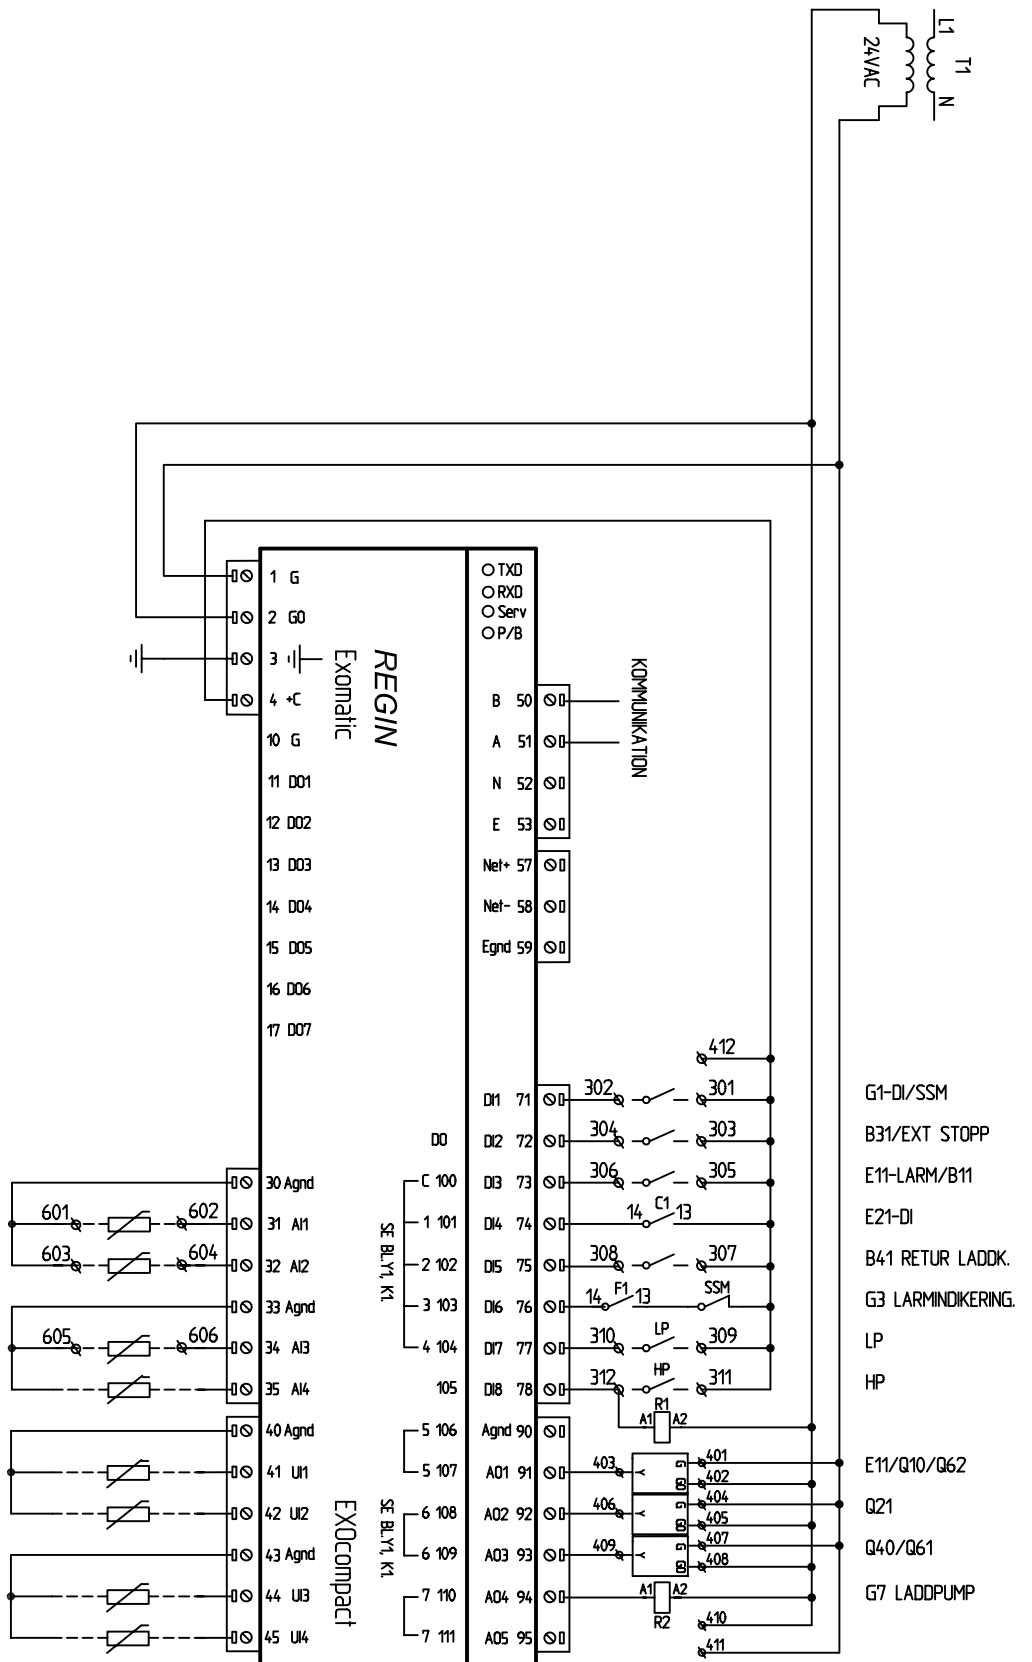 L1
T1
24VAC
N
TXD
RXD
Serv
P/B
1 G
2 G0
3
4 +C
10 G
11 DO1
12 DO2
13 DO3
14 DO4
15 DO5
16 DO6
17 DO7
REGIN
Exomatic
KOMMUNIKATION
B 50
A 51
N 52
E 53
Net+ 57
Net- 58
Egnd 59
412
DI1 71 302 301 G1-DI/SSM
DO
DI2 72 304 303 B31/EXT STOPP
C 100
DI3 73 306 305 E11-LARM/B11
1 101
DI4 74 14 C1 13 E21-DI
2 102
DI5 75 308 307 B41 RETUR LADDK.
3 103
DI6 76 14 F1 13 SSM G3 LARMINDIKERING.
4 104
DI7 77 310 LP 309 LP
105
DI8 78 312 HP 311 HP
SE BL.Y1, K1.
30 Agnd
601 602 31 AI1
603 604 32 AI2
33 Agnd
605 606 34 AI3
35 AI4
40 Agnd
41 UI1
42 UI2
43 Agnd
44 UI3
45 UI4
EXOcompact
SE BL.Y1, K1.
5 106
5 107
6 108
6 109
7 110
7 111
Agnd 90
A1 R1 A2
AO1 91 403 Y G G0 401 402 E11/Q10/Q62
AO2 92 406 Y G G0 404 405 Q21
AO3 93 409 Y G G0 407 408 Q40/Q61
AO4 94 A1 A2 R2 G7 LADDPUMP
AO5 95
410
411